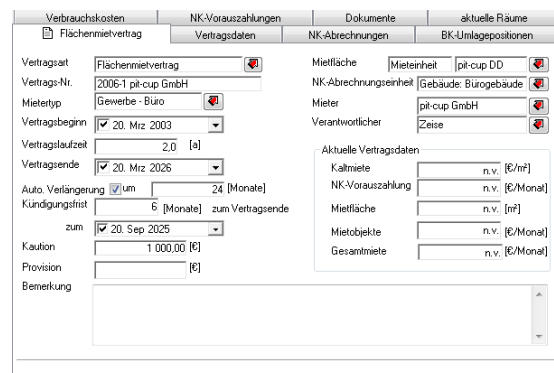 Verbrauchskosten NK-Vorauszahlungen Dokumente aktuelle Räume
Flächenmietvertrag Vertragsdaten NK-Abrechnungen BK-Umlagepositionen
Vertragsart Flächenmietvertrag Mietfläche Mieteinheit pit-cup DD
Vertrags-Nr. 2006-1 pit-cup GmbH NK-Abrechnungseinheit Gebäude: Bürogebäude
Mietertyp Gewerbe - Büro Mieter pit-cup GmbH
Vertragsbeginn 20. Mrz 2003 Verantwortlicher Zeise
Vertragslaufzeit 2,0 [a]
Aktuelle Vertragsdaten
Vertragsende 20. Mrz 2026 Kaltmiete n.v. [€/m²]
Auto. Verlängerung um 24 [Monate] NK-Vorauszahlung n.v. [€/Monat]
Kündigungsfrist 6 [Monate] zum Vertragsende Mietfläche n.v. [m²]
zum 20. Sep 2025 Mietobjekte n.v. [€/Monat]
Kaution 1 000,00 [€] Gesamtmiete n.v. [€/Monat]
Provision [€]
Bemerkung